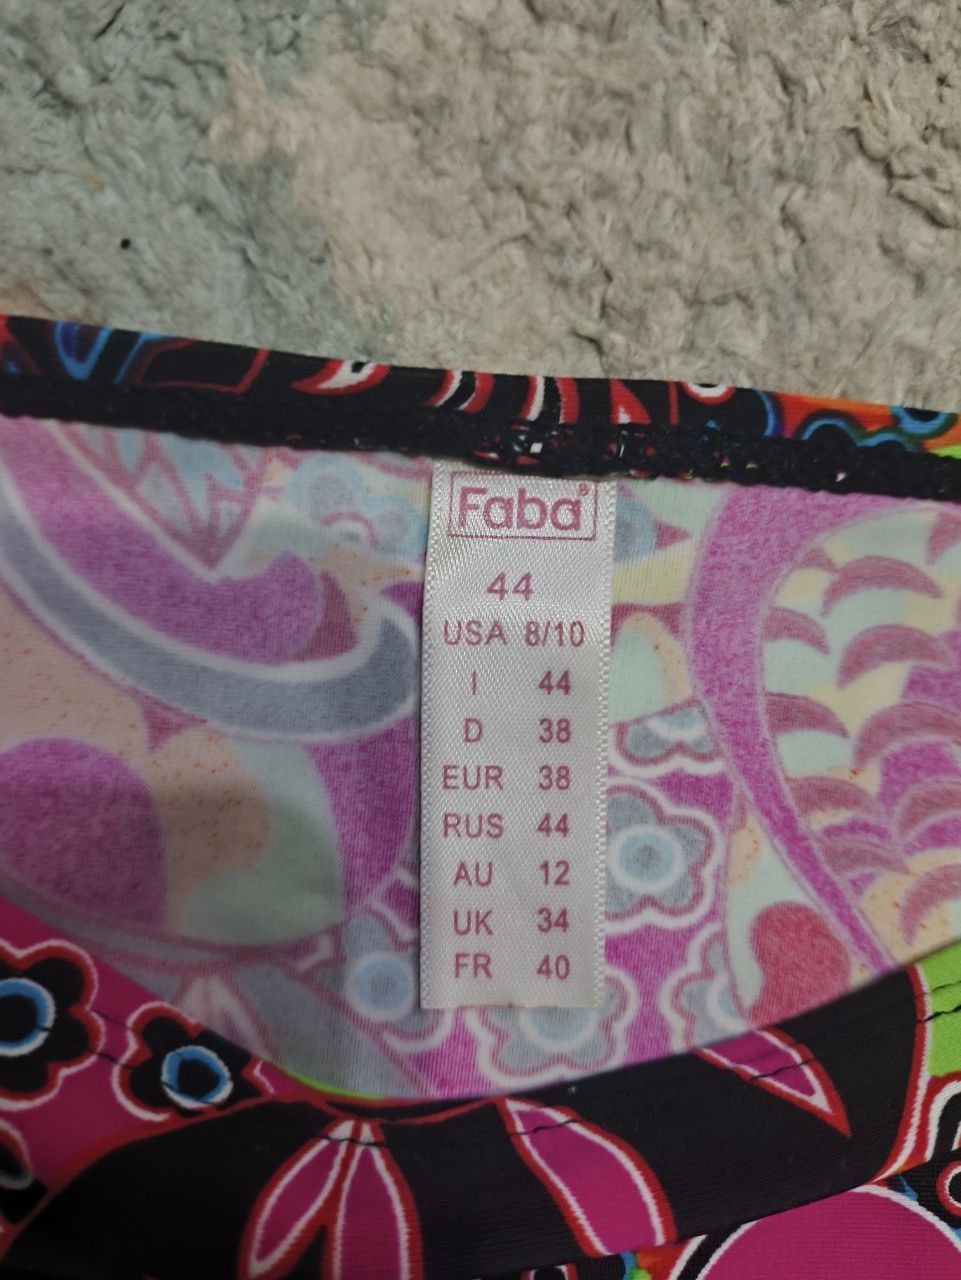 Faba®
44
USA 8/10
I 44
D 38
EUR 38
RUS 44
AU 12
UK 34
FR 40